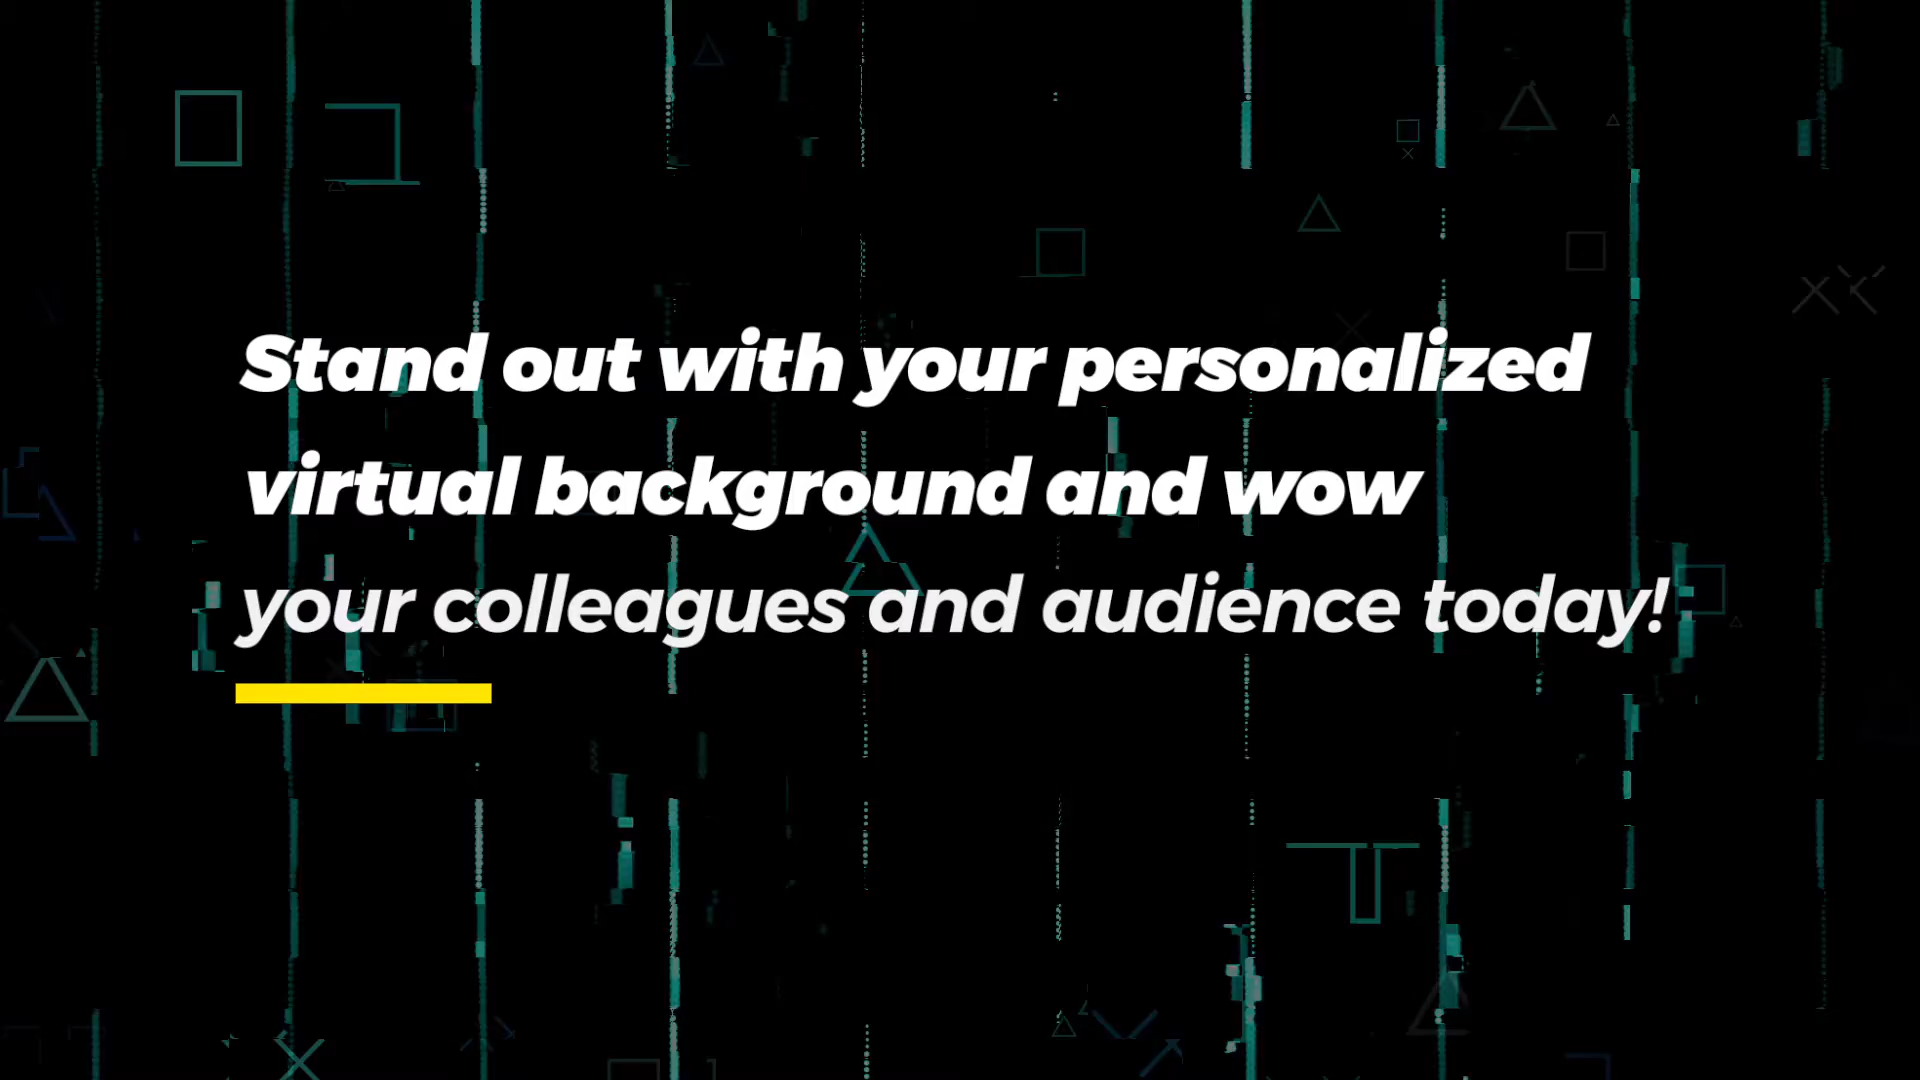 Stand out with your personalized
virtual background and wow
your colleagues and audience today!